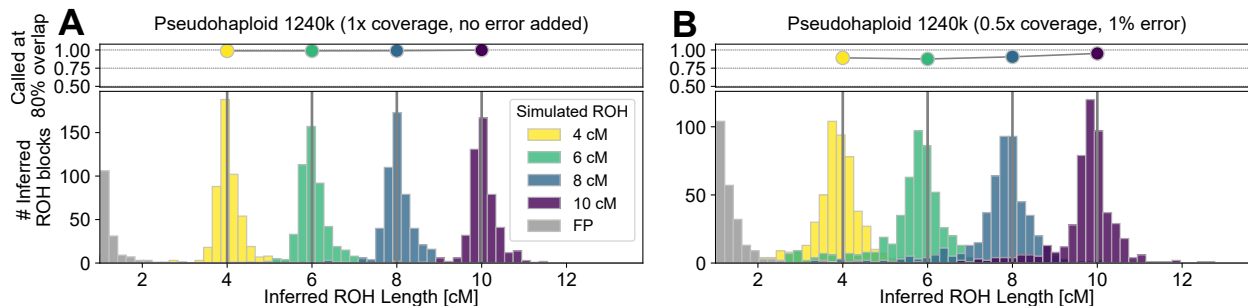 A
Pseudohaploid 1240k (1x coverage, no error added)
Called at
80% overlap
1.00
0.75
0.50
# Inferred
ROH blocks
150
100
50
0
Simulated ROH
4 cM
6 cM
8 cM
10 cM
FP
2
4
6
8
10
12
Inferred ROH Length [cM]
B
Pseudohaploid 1240k (0.5x coverage, 1% error)
1.00
0.75
0.50
100
50
0
2
4
6
8
10
12
Inferred ROH Length [cM]